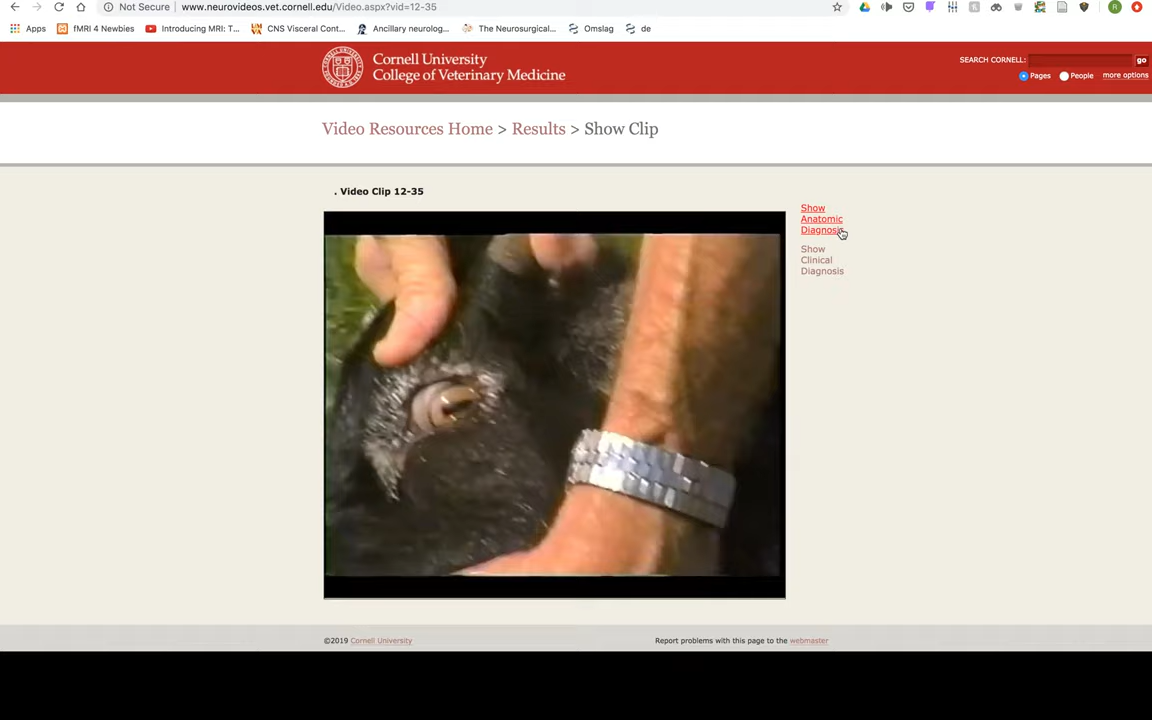 Not Secure www.neurovideos.vet.cornell.edu/Video.aspx?vid=12-35
Apps fMRI 4 Newbies Introducing MRI: T... CNS Visceral Cont... Ancillary neurolog... The Neurosurgical... Omslag de
Cornell University
College of Veterinary Medicine
SEARCH CORNELL: go
Pages People more options
Video Resources Home > Results > Show Clip
. Video Clip 12-35
Show
Anatomic
Diagnosis
Show
Clinical
Diagnosis
©2019 Cornell University
Report problems with this page to the webmaster
R